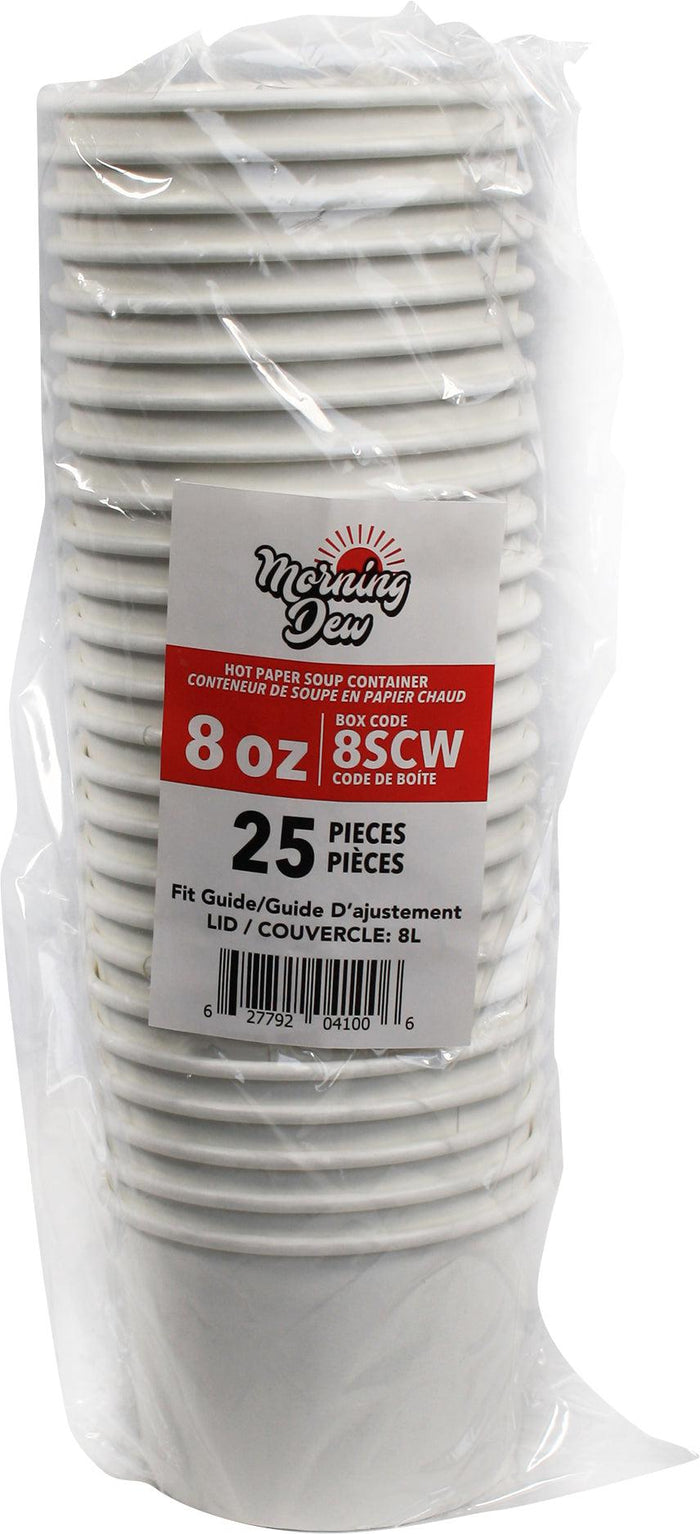 Morning
Dew
HOT PAPER SOUP CONTAINER
CONTENEUR DE SOUPE EN PAPIER CHAUD
8 oz
BOX CODE
8SCW
CODE DE BOÎTE
25 PIECES
PIÈCES
Fit Guide/Guide D'ajustement
LID / COUVERCLE: 8L
6 27792 04100 6